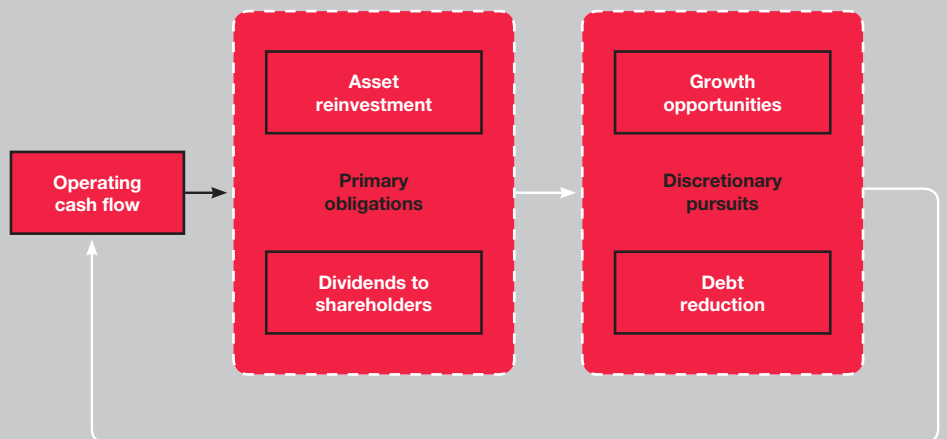 Operating
cash flow
Asset
reinvestment
Primary
obligations
Dividends to
shareholders
Growth
opportunities
Discretionary
pursuits
Debt
reduction